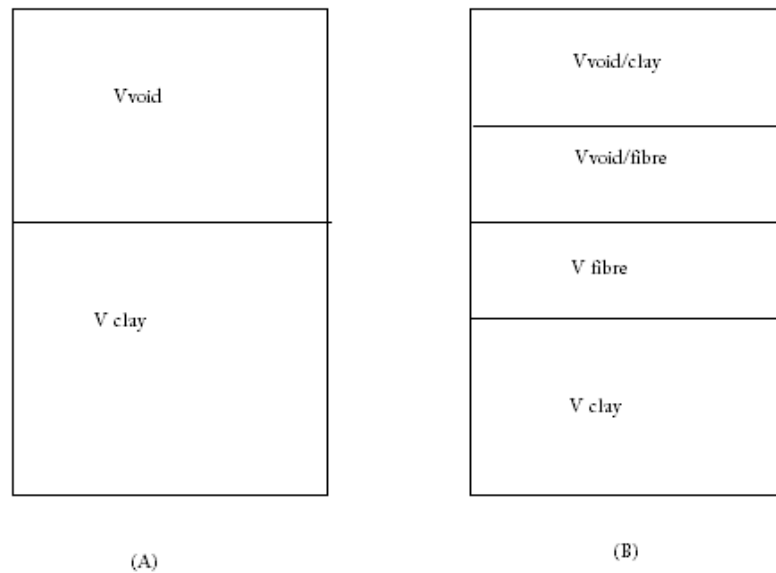 Vvoid
V clay
(A)
Vvoid/clay
Vvoid/fibre
V fibre
V clay
(B)